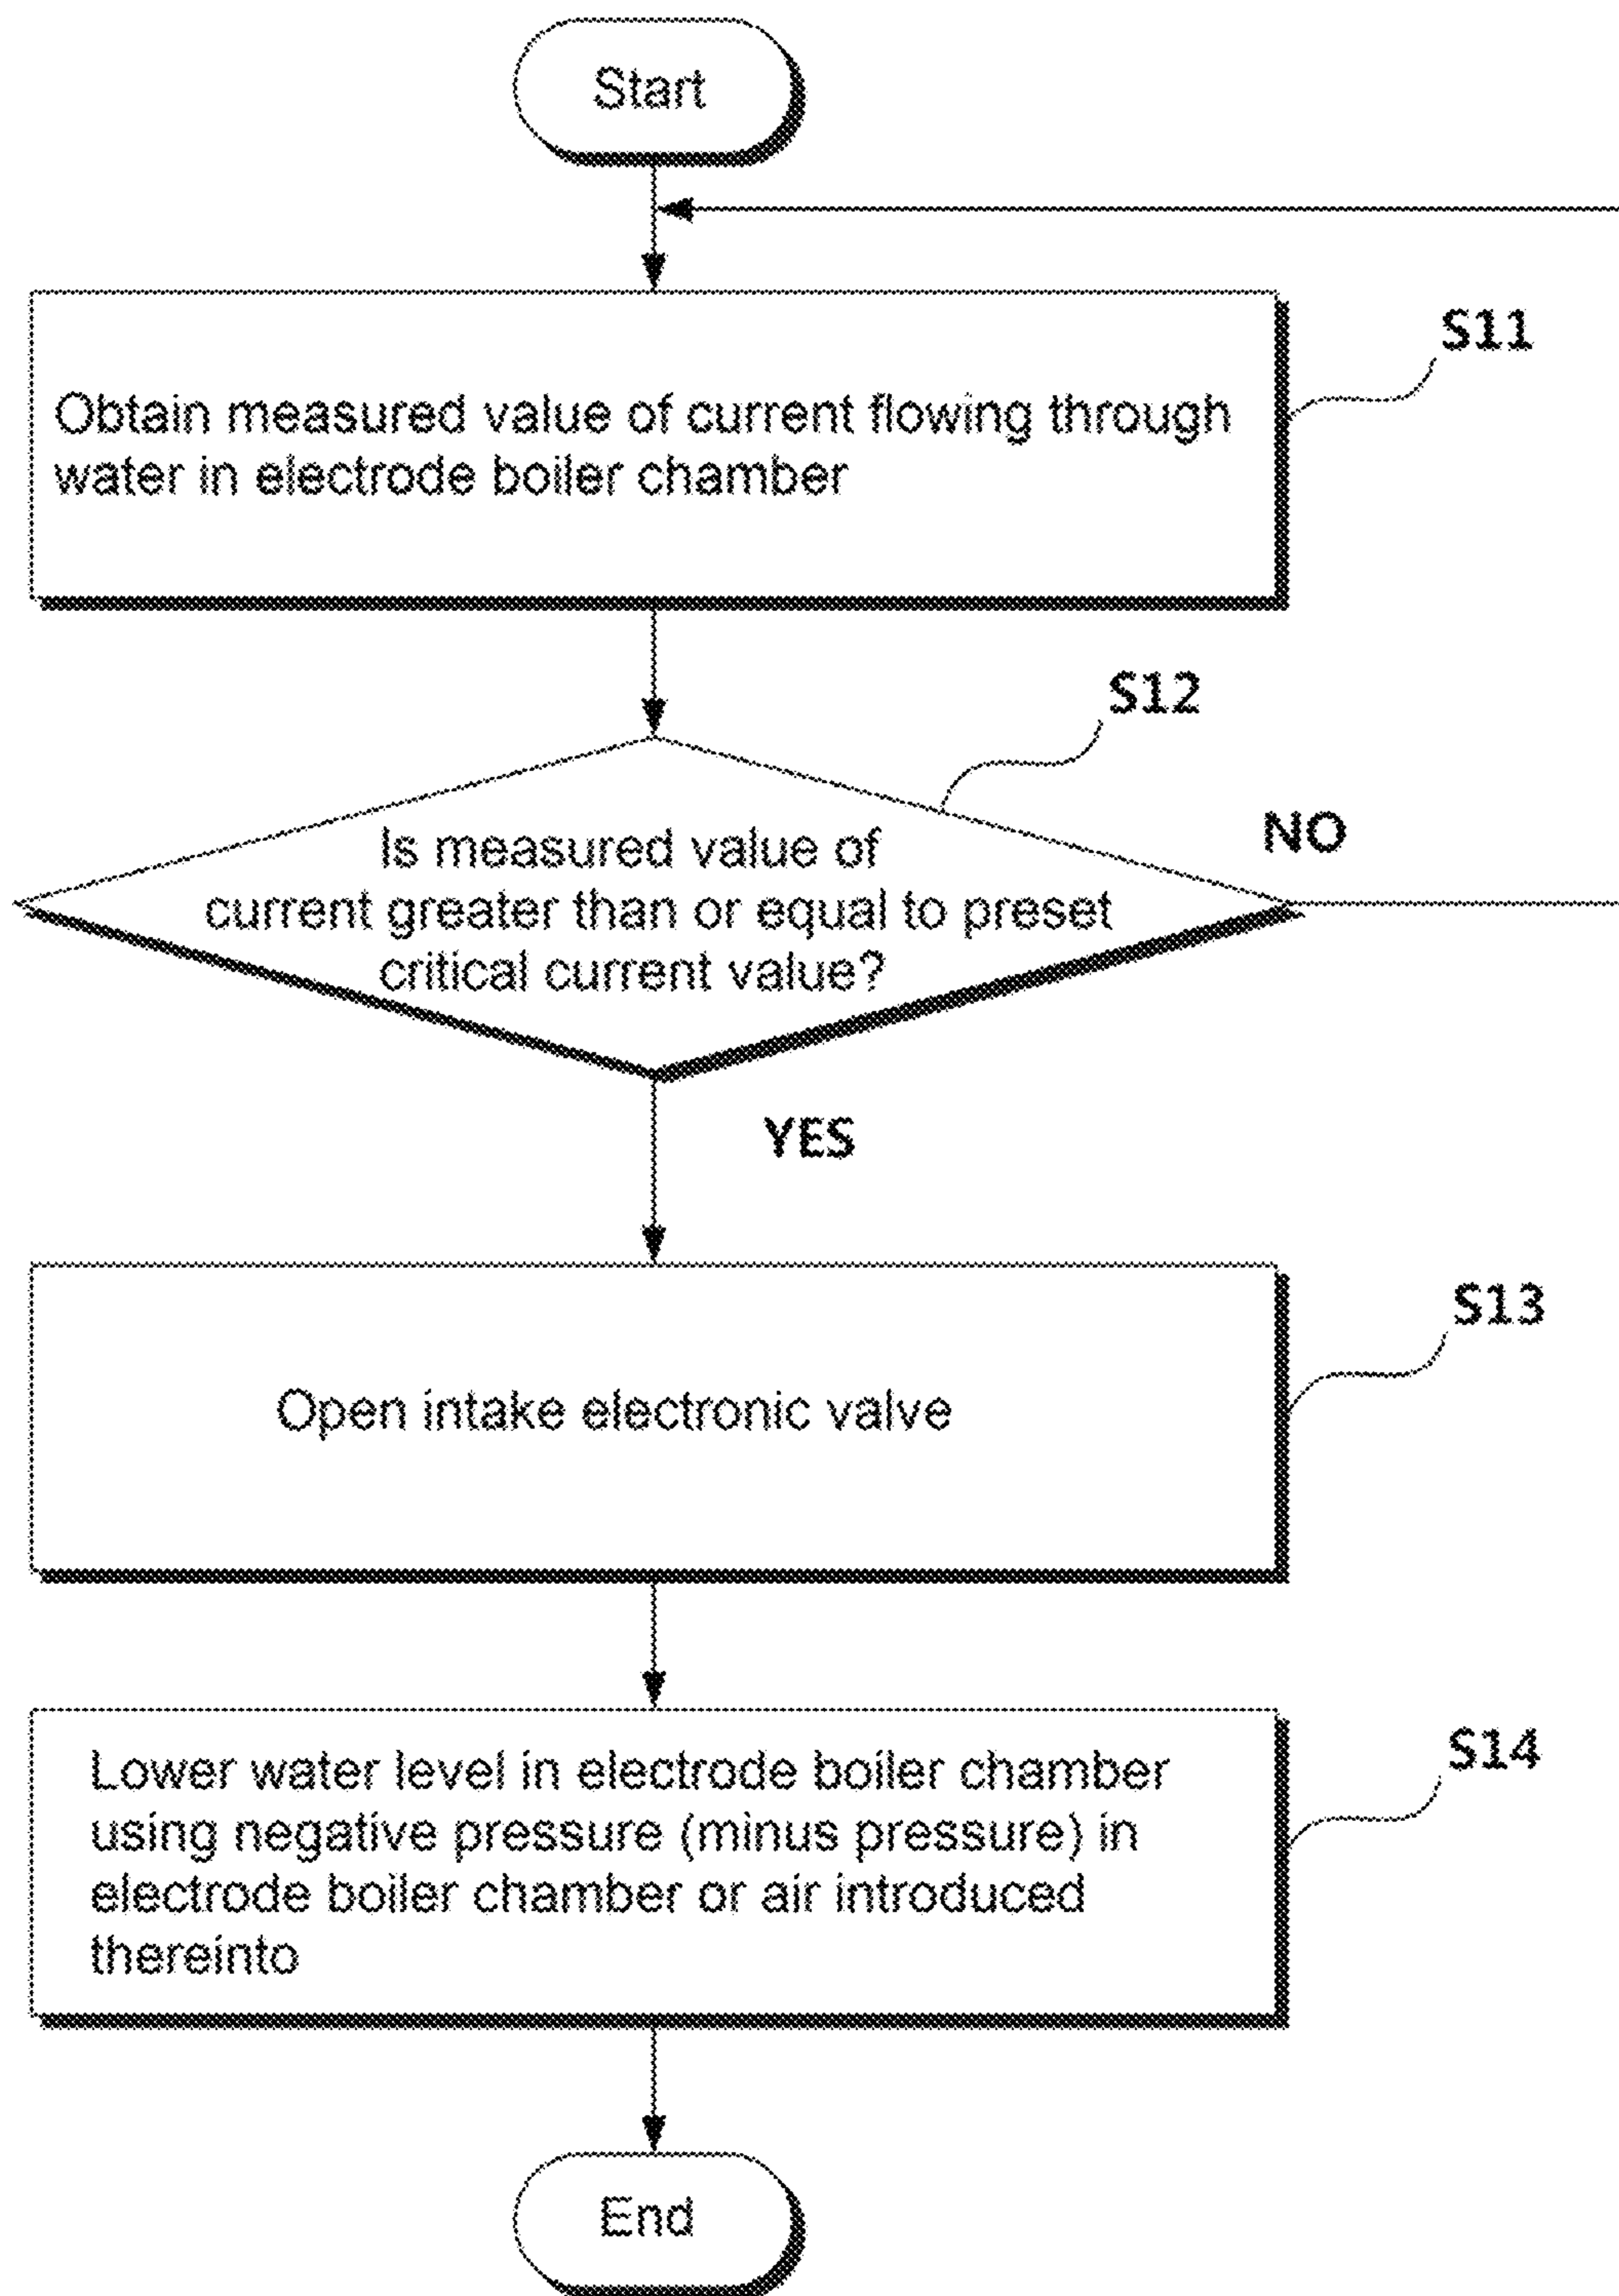 Start
S11
Obtain measured value of current flowing through
water in electrode boiler chamber
S12
NO
Is measured value of
current greater than or equal to preset
critical current value?
YES
S13
Open intake electronic valve
S14
Lower water level in electrode boiler chamber
using negative pressure (minus pressure) in
electrode boiler chamber or air introduced
thereinto
End